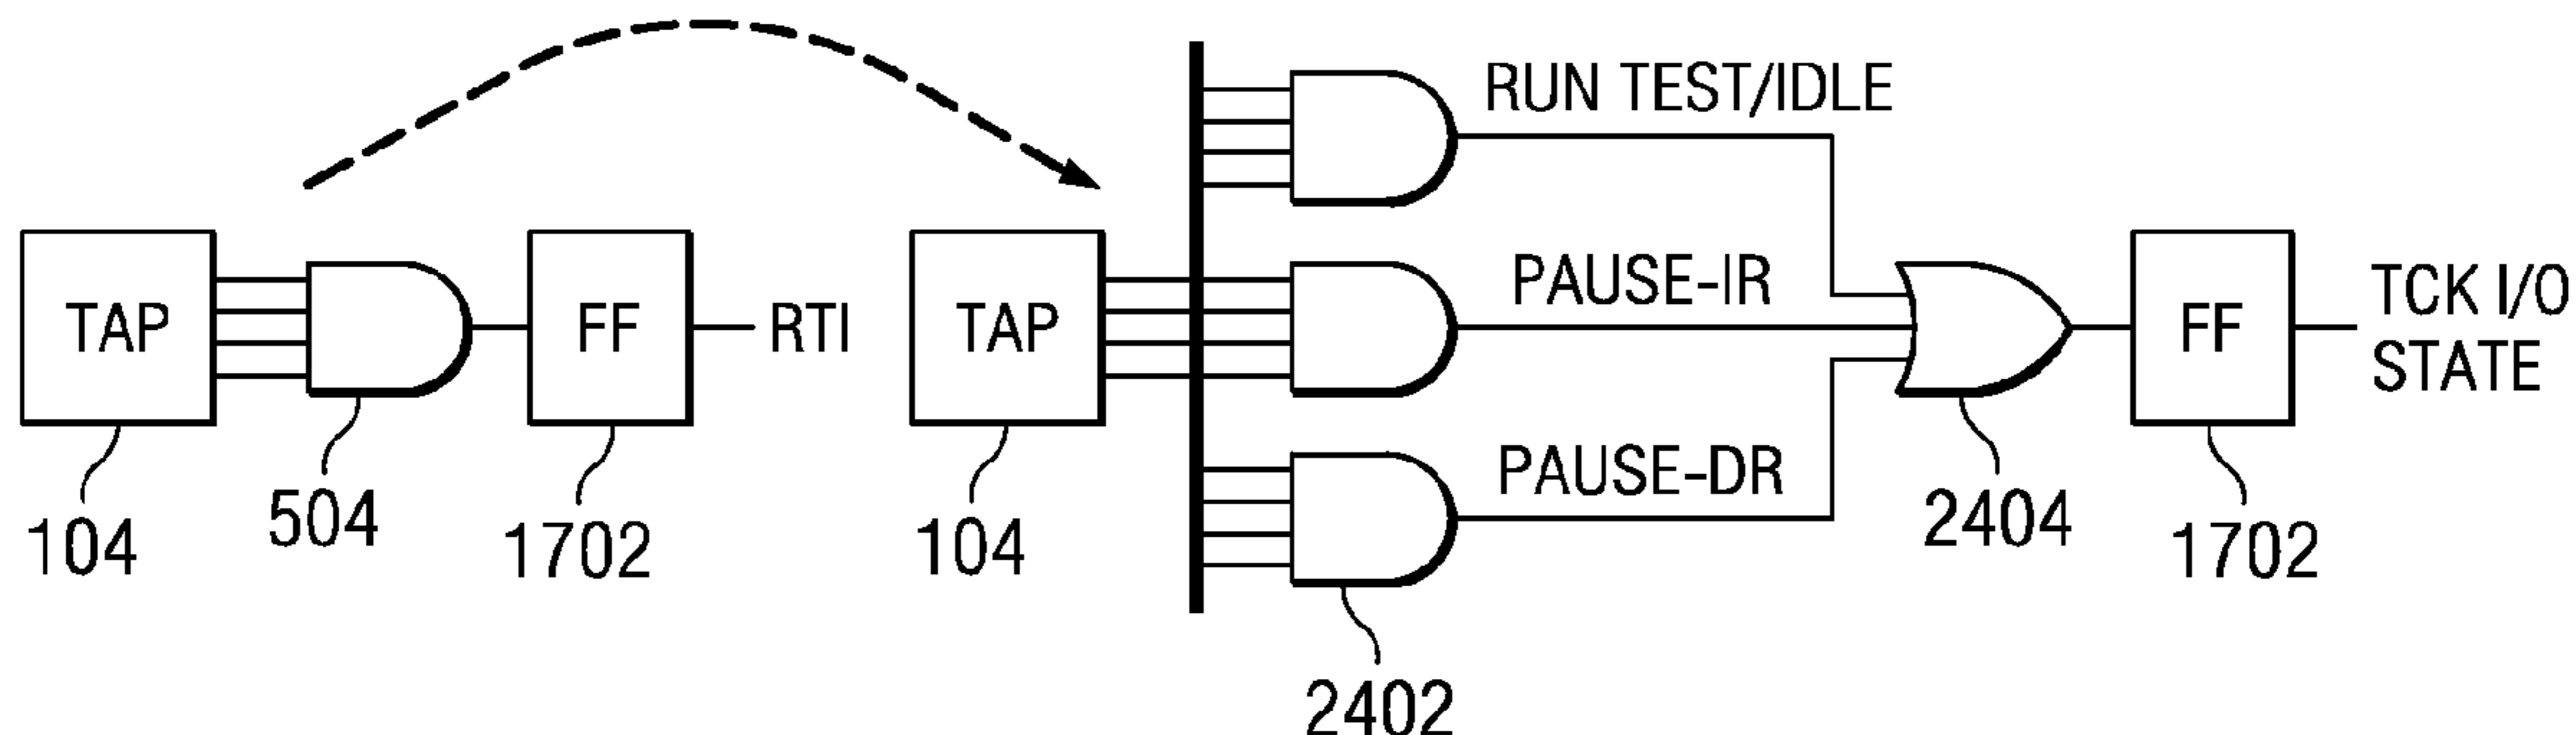 RUN TEST/IDLE
TAP
FF
RTI
TAP
PAUSE-IR
FF
TCK I/O
STATE
PAUSE-DR
104
504
1702
104
2402
2404
1702